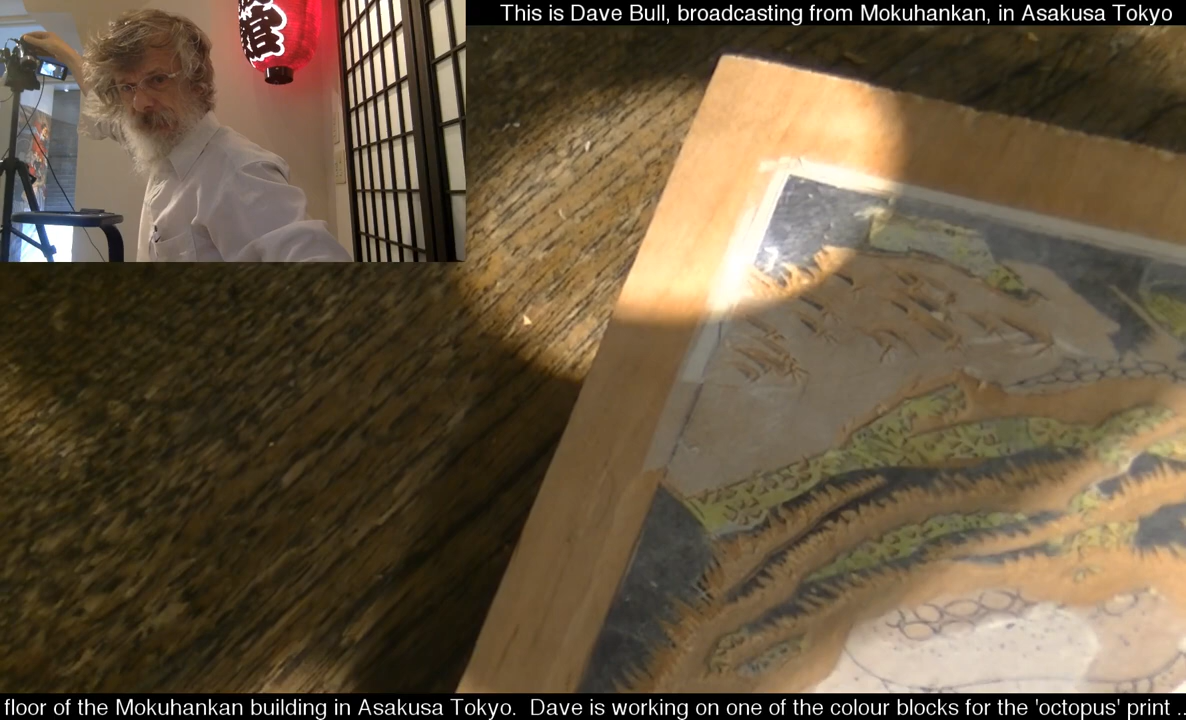 This is Dave Bull, broadcasting from Mokuhankan, in Asakusa Tokyo
館
floor of the Mokuhankan building in Asakusa Tokyo.  Dave is working on one of the colour blocks for the 'octopus' print ..